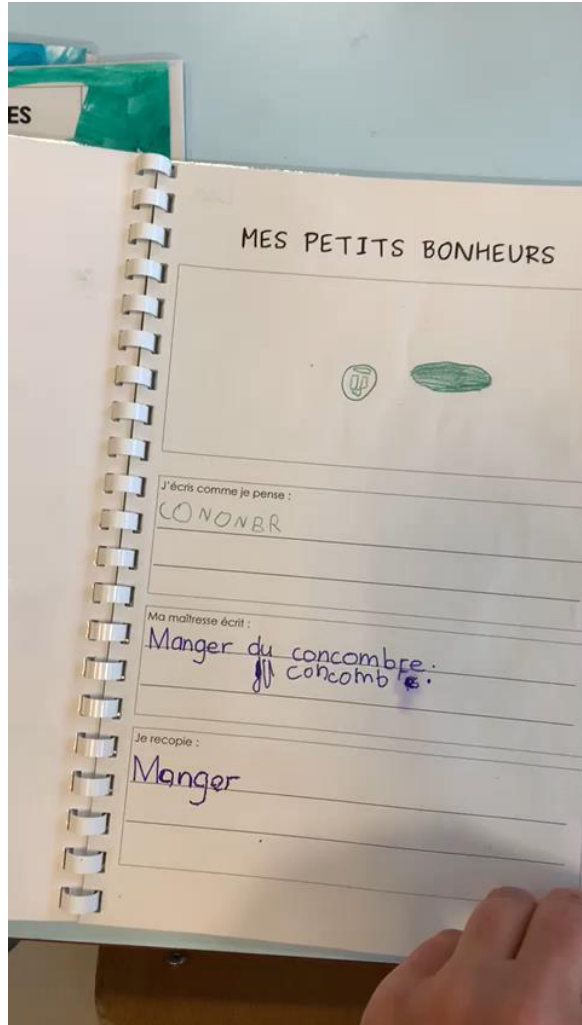 ES
MES PETITS BONHEURS
J'écris comme je pense :
CONONBR
Ma maîtresse écrit :
Manger du concombre.
du concombre.
Je recopie :
Manger